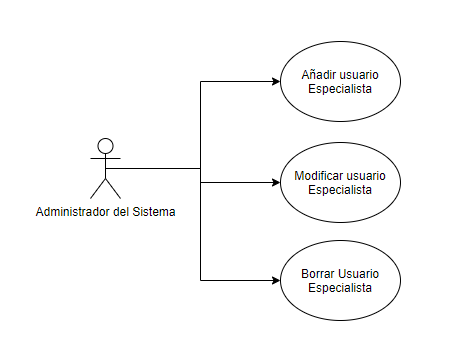 Añadir usuario
Especialista
Modificar usuario
Especialista
Administrador del Sistema
Borrar Usuario
Especialista